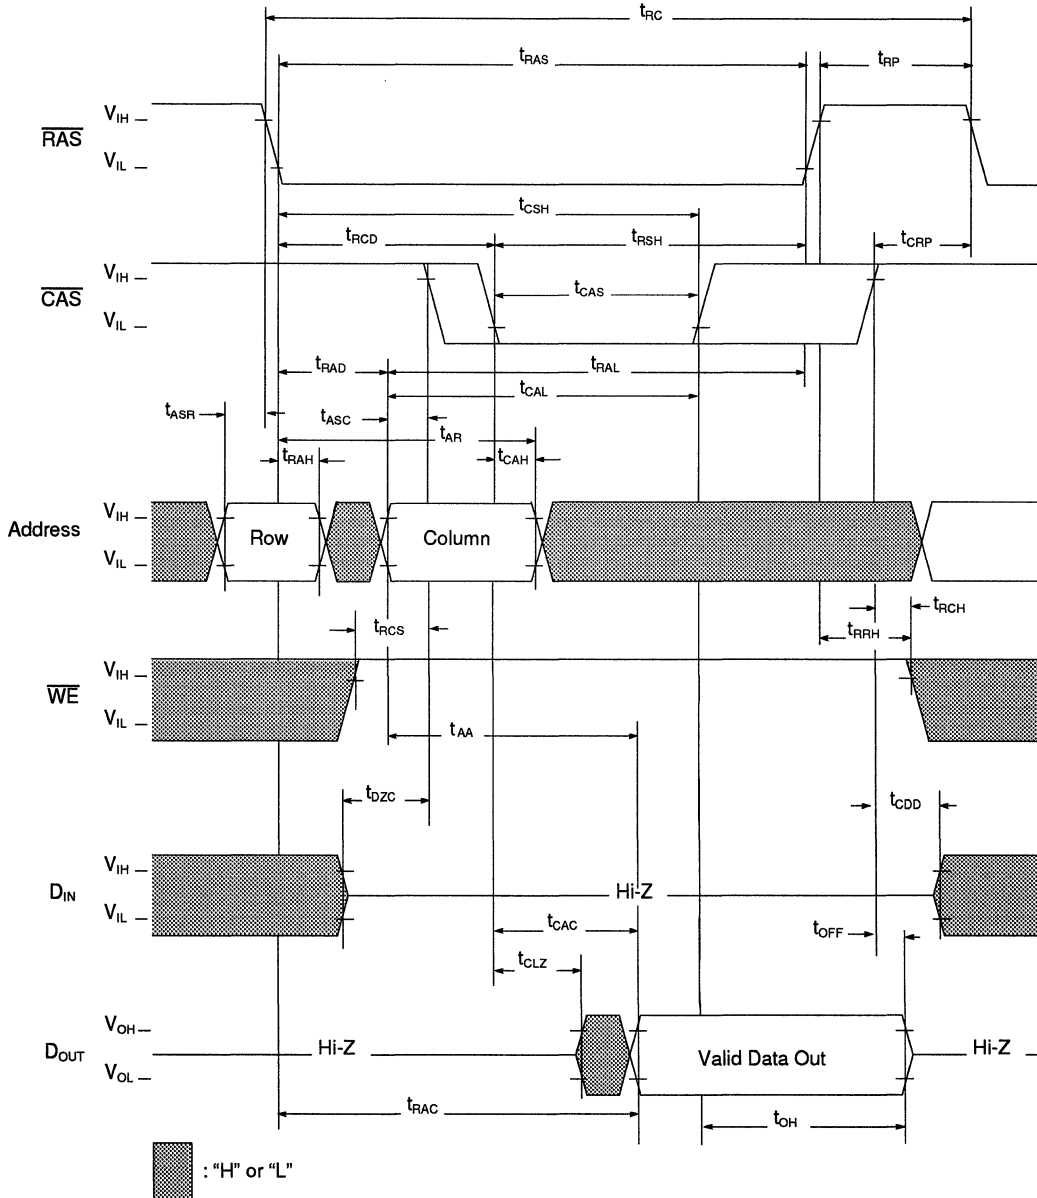 tRC
tRAS
tRP
VIH
RAS
VIL
tCSH
tRCD
tRSH
tCRP
VIH
CAS
tCAS
VIL
tRAD
tRAL
tCAL
tASR
tASC
tAR
tRAH
tCAH
VIH
Address
Row
Column
VIL
tRCH
tRCS
tRRH
VIH
WE
VIL
tAA
tDZC
tCDD
VIH
DIN
Hi-Z
VIL
tCAC
tOFF
tCLZ
VOH
DOUT
Hi-Z
Valid Data Out
Hi-Z
VOL
tRAC
tOH
: “H” or “L”